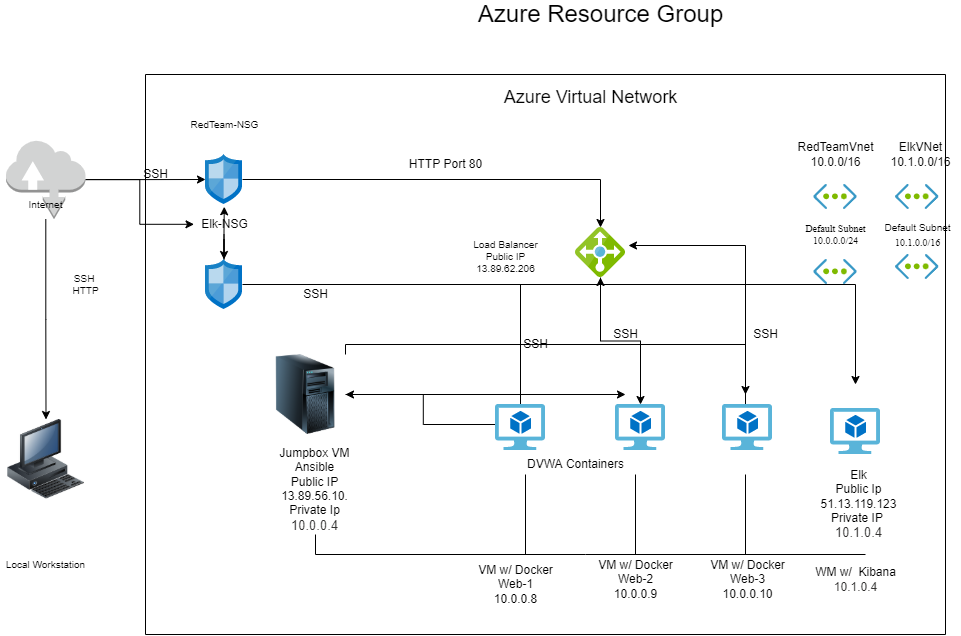 Azure Resource Group
Azure Virtual Network
RedTeam-NSG
RedTeamVnet
10.0.0/16
ElkVNet
10.1.0.0/16
HTTP Port 80
SSH
Internet
Elk-NSG
Default Subnet
10.0.0.0/24
Default Subnet
10.1.0.0/16
Load Balancer
Public IP
13.89.62.206
SSH
HTTP
SSH
SSH
SSH
SSH
Jumpbox VM
Ansible
Public IP
13.89.56.10.
Private Ip
10.0.0.4
DVWA Containers
Elk
Public Ip
51.13.119.123
Private IP
10.1.0.4
Local Workstation
VM w/ Docker
Web-1
10.0.0.8
VM w/ Docker
Web-2
10.0.0.9
VM w/ Docker
Web-3
10.0.0.10
WM w/ Kibana
10.1.0.4